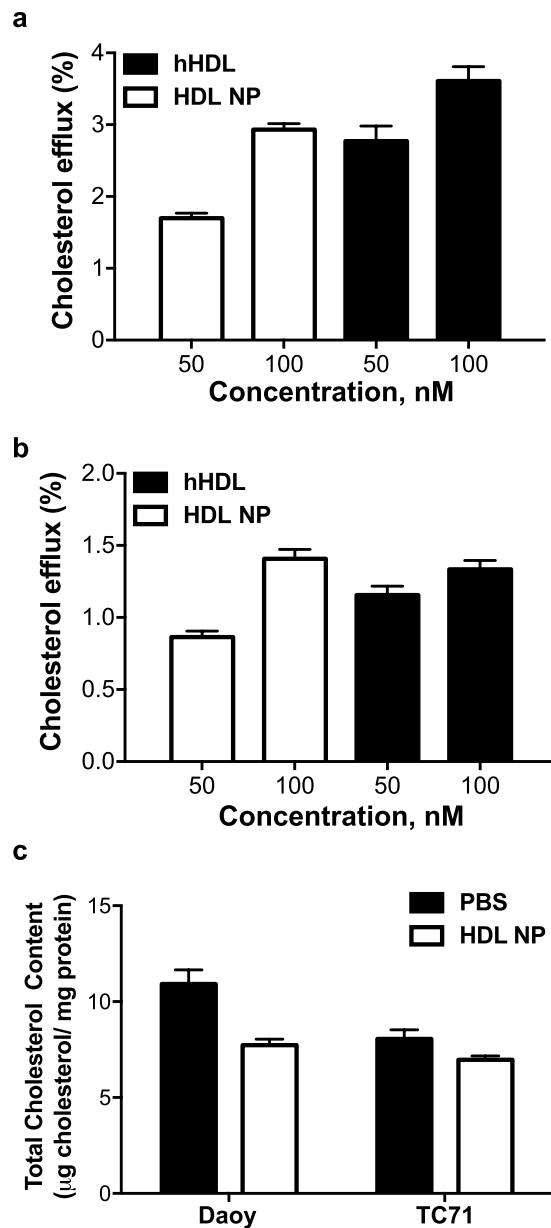 a
Cholesterol efflux (%)
4
3
2
1
0
hHDL
HDL NP
50 100 50 100
Concentration, nM
b
Cholesterol efflux (%)
2.0
1.5
1.0
0.5
0.0
hHDL
HDL NP
50 100 50 100
Concentration, nM
c
Total Cholesterol Content
(μg cholesterol/ mg protein)
15
10
5
0
PBS
HDL NP
Daoy TC71